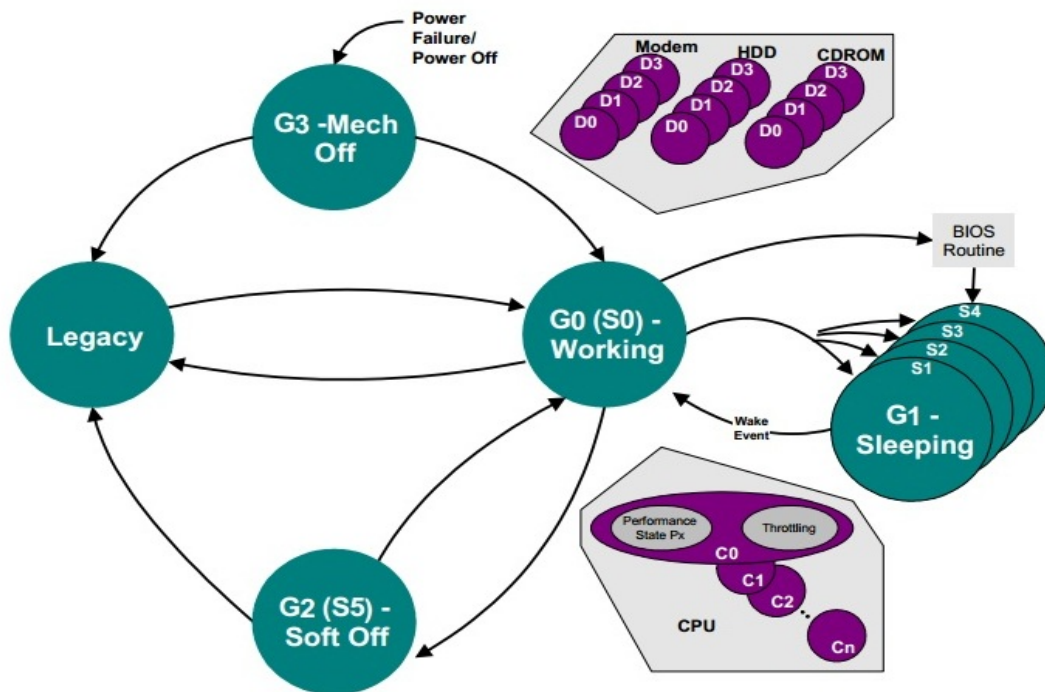 Power
Failure/
Power Off
G3 -Mech
Off
Modem
HDD
CDROM
D3
D2
D1
D0
D3
D2
D1
D0
D3
D2
D1
D0
BIOS
Routine
Legacy
G0 (S0) -
Working
S4
S3
S2
S1
G1 -
Sleeping
Wake
Event
Performance
State Px
Throttling
C0
C1
C2
Cn
CPU
G2 (S5) -
Soft Off